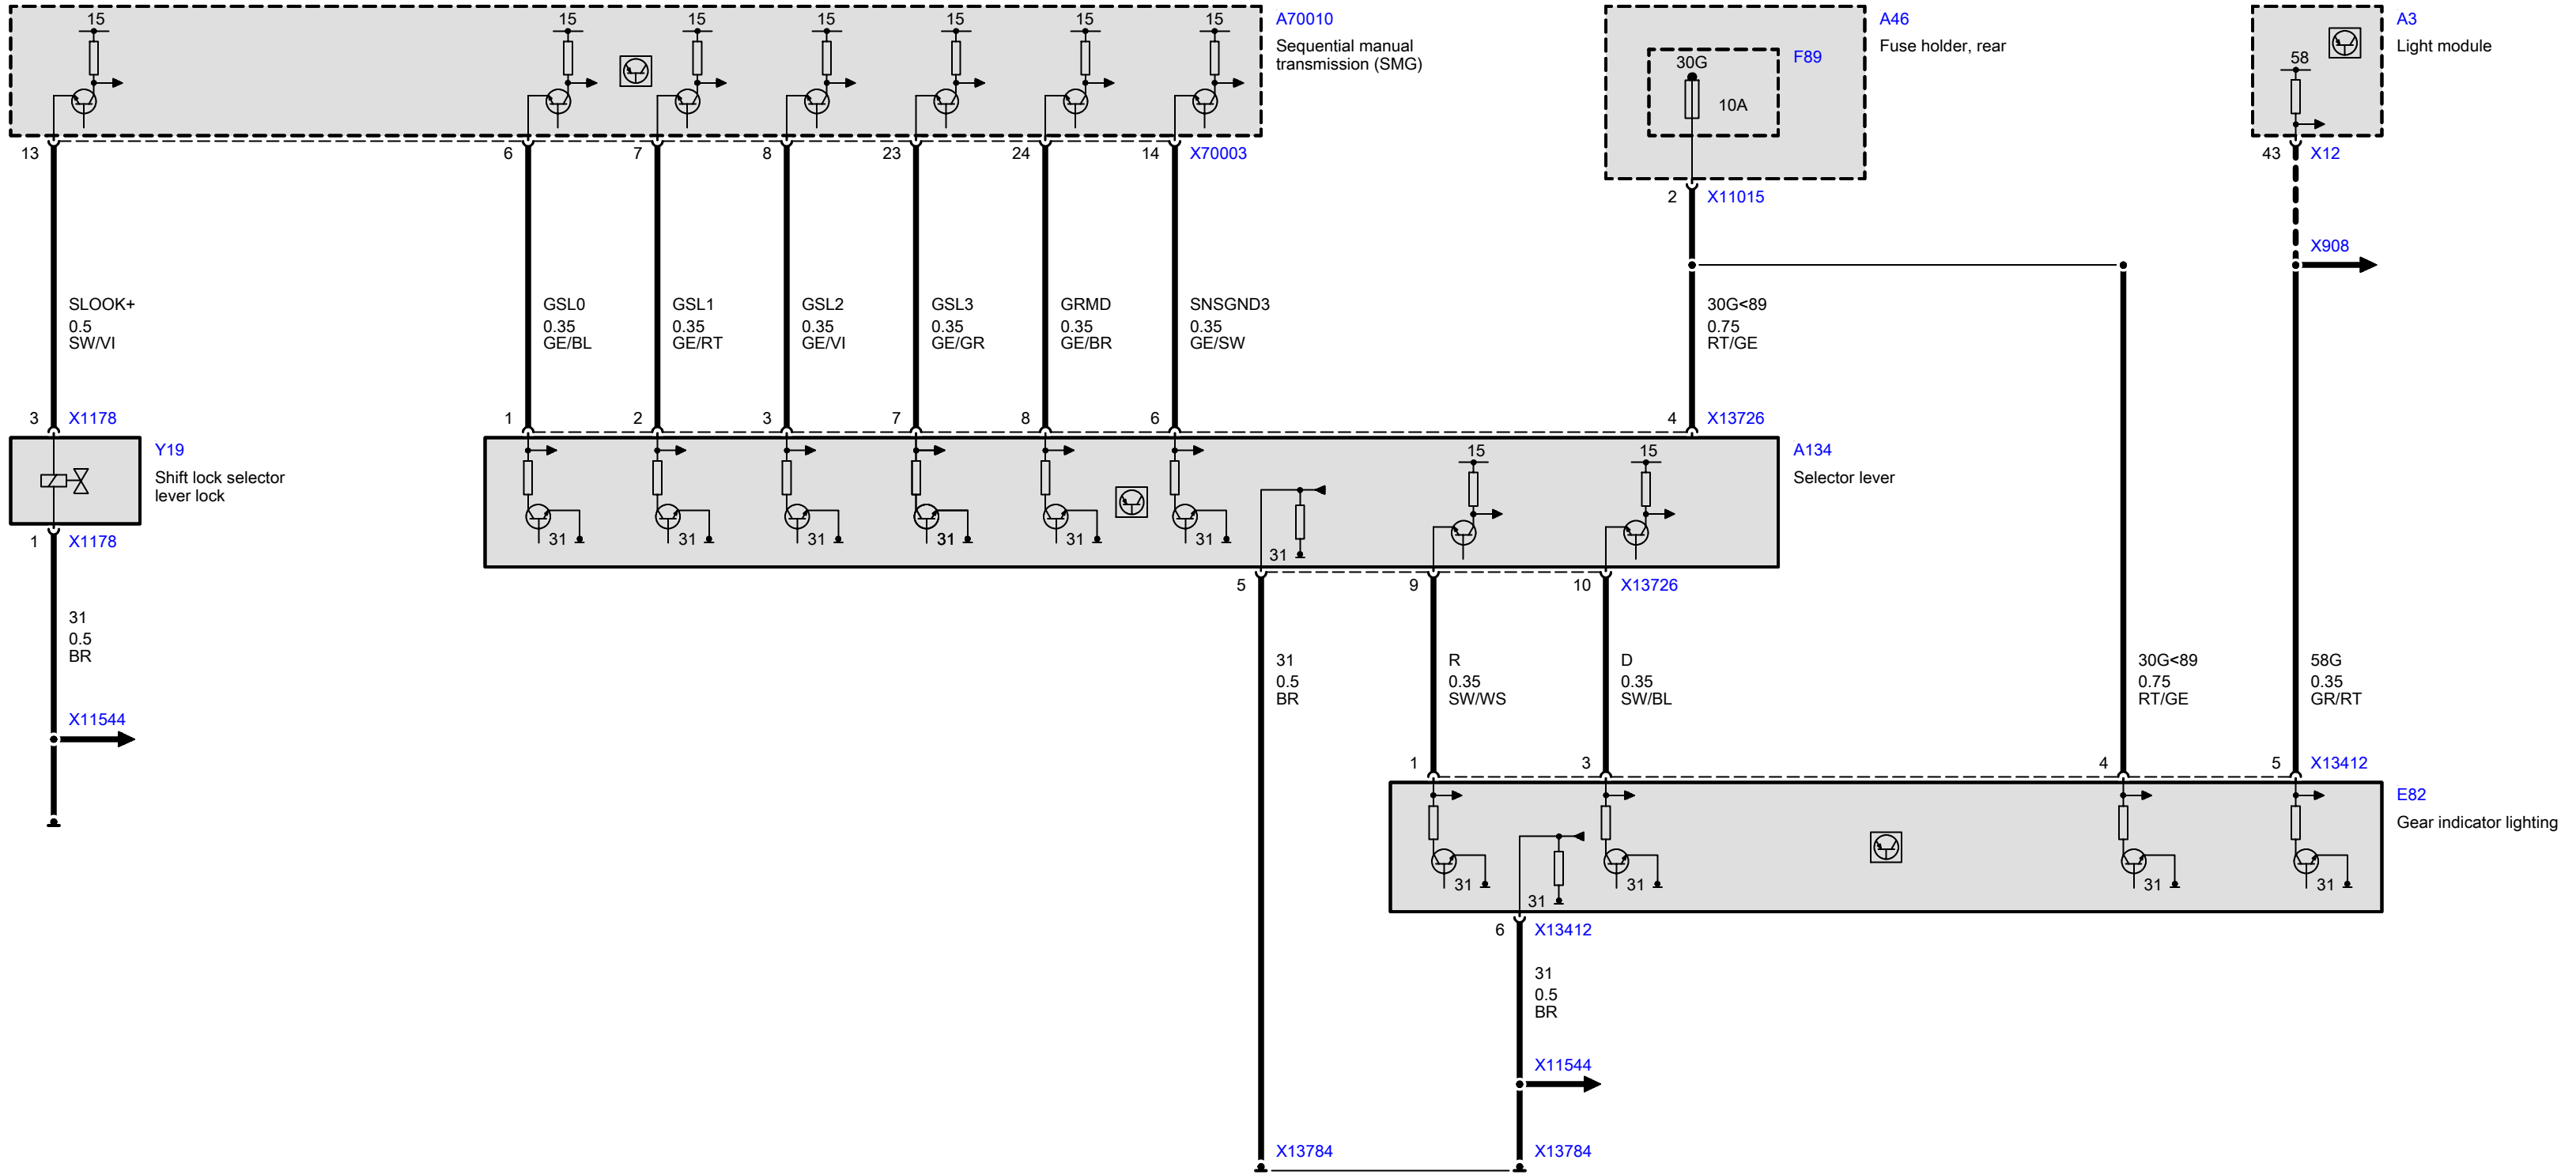 15 15 15 15 15 15 15
A70010
Sequential manual
transmission (SMG)
30G
10A
F89
A46
Fuse holder, rear
58
A3
Light module
13 6 7 8 23 24 14 X70003
2 X11015
43 X12
X908
SLOOK+
0.5
SW/VI
GSL0
0.35
GE/BL
GSL1
0.35
GE/RT
GSL2
0.35
GE/VI
GSL3
0.35
GE/GR
GRMD
0.35
GE/BR
SNSGND3
0.35
GE/SW
30G<89
0.75
RT/GE
3 X1178
1 2 3 7 8 6 4 X13726
Y19
Shift lock selector
lever lock
15 15
31 31 31 31 31 31 31
A134
Selector lever
1 X1178
5 9 10 X13726
31
0.5
BR
31
0.5
BR
R
0.35
SW/WS
D
0.35
SW/BL
30G<89
0.75
RT/GE
58G
0.35
GR/RT
X11544
1 3 4 5 X13412
31 31 31 31 31
E82
Gear indicator lighting
6 X13412
31
0.5
BR
X11544
X13784 X13784